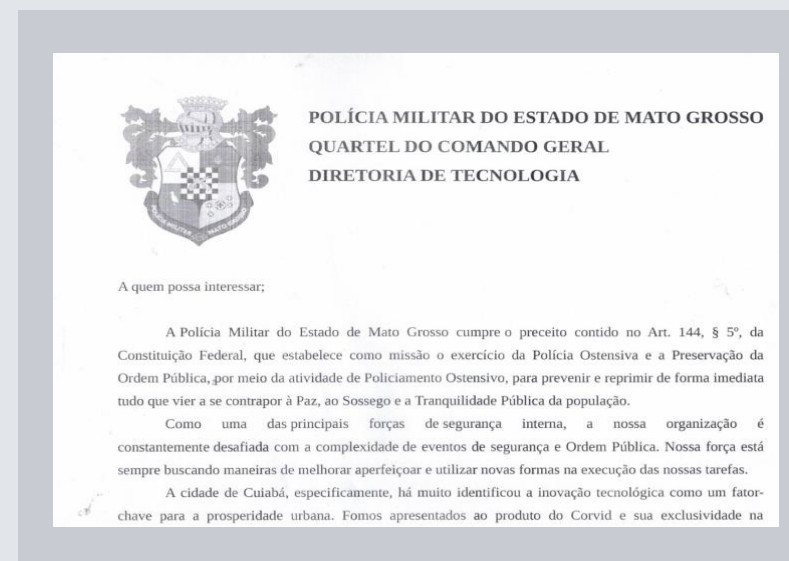 POLÍCIA MILITAR DO ESTADO DE MATO GROSSO
QUARTEL DO COMANDO GERAL
DIRETORIA DE TECNOLOGIA
POLÍCIA MILITAR MATO GROSSO
A quem possa interessar;
A Polícia Militar do Estado de Mato Grosso cumpre o preceito contido no Art. 144, § 5º, da
Constituição Federal, que estabelece como missão o exercício da Polícia Ostensiva e a Preservação da
Ordem Pública, por meio da atividade de Policiamento Ostensivo, para prevenir e reprimir de forma imediata
tudo que vier a se contrapor à Paz, ao Sossego e a Tranquilidade Pública da população.
Como uma das principais forças de segurança interna, a nossa organização é
constantemente desafiada com a complexidade de eventos de segurança e Ordem Pública. Nossa força está
sempre buscando maneiras de melhorar aperfeiçoar e utilizar novas formas na execução das nossas tarefas.
A cidade de Cuiabá, especificamente, há muito identificou a inovação tecnológica como um fator-
chave para a prosperidade urbana. Fomos apresentados ao produto do Corvid e sua exclusividade na